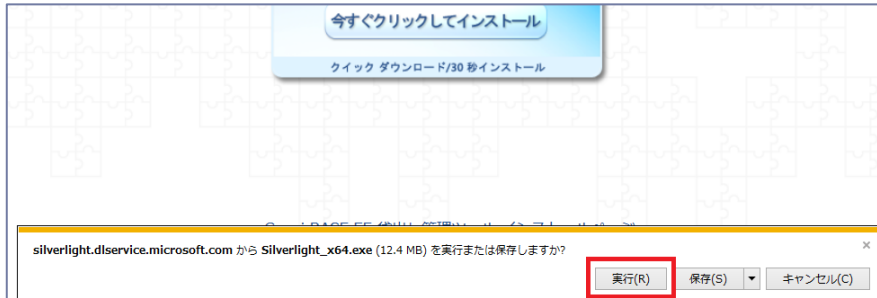 今すぐクリックしてインストール
クイック ダウンロード/30 秒インストール
silverlight.dlservice.microsoft.com から Silverlight_x64.exe (12.4 MB) を実行または保存しますか?
×
実行(R)
保存(S)
キャンセル(C)